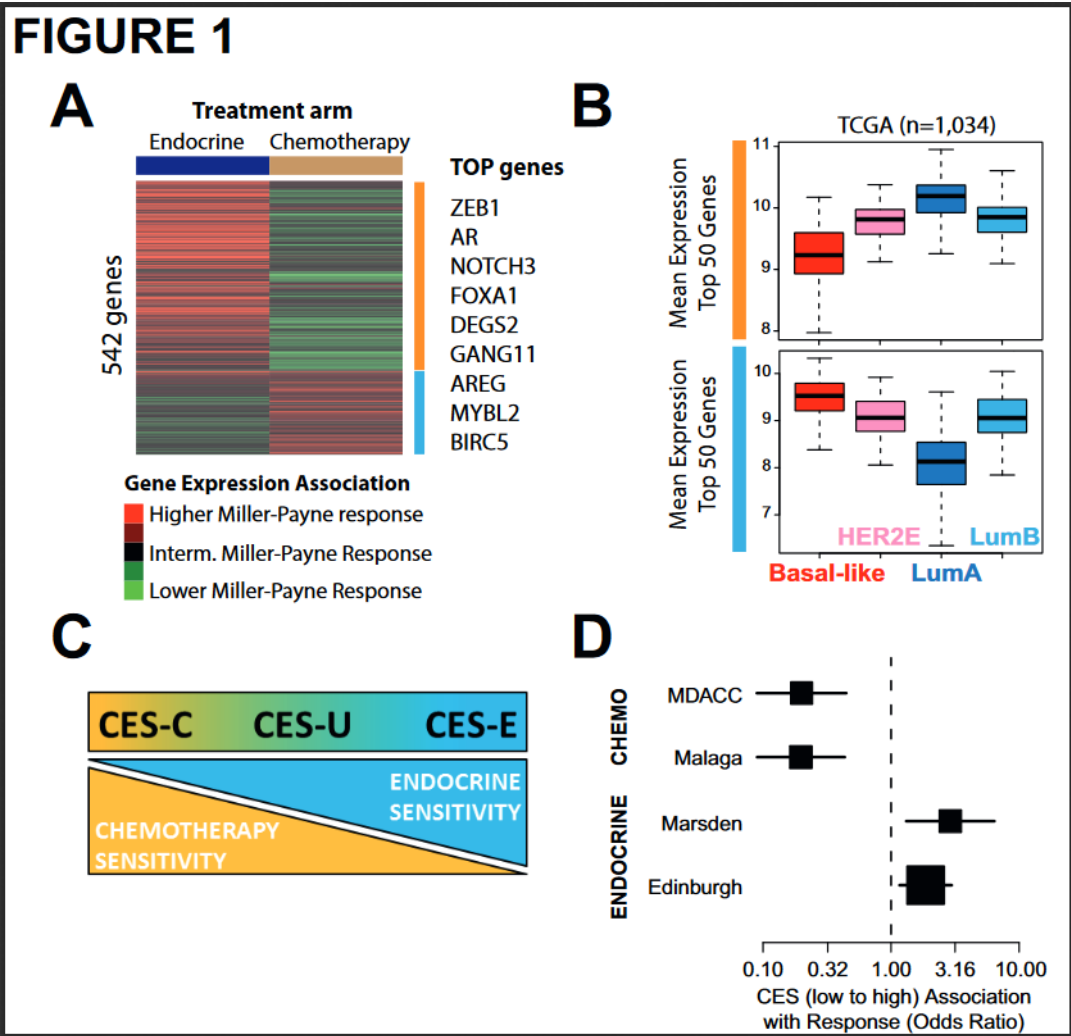 FIGURE 1
A
Treatment arm
Endocrine Chemotherapy
TOP genes
542 genes
ZEB1
AR
NOTCH3
FOXA1
DEGS2
GANG11
AREG
MYBL2
BIRC5
Gene Expression Association
Higher Miller-Payne response
Interm. Miller-Payne Response
Lower Miller-Payne Response
B
TCGA (n=1,034)
Mean Expression
Top 50 Genes
11
10
9
8
Mean Expression
Top 50 Genes
10
9
8
7
HER2E LumB
Basal-like LumA
C
CES-C CES-U CES-E
ENDOCRINE
SENSITIVITY
CHEMOTHERAPY
SENSITIVITY
D
CHEMO
MDACC
Malaga
ENDOCRINE
Marsden
Edinburgh
0.10 0.32 1.00 3.16 10.00
CES (low to high) Association
with Response (Odds Ratio)